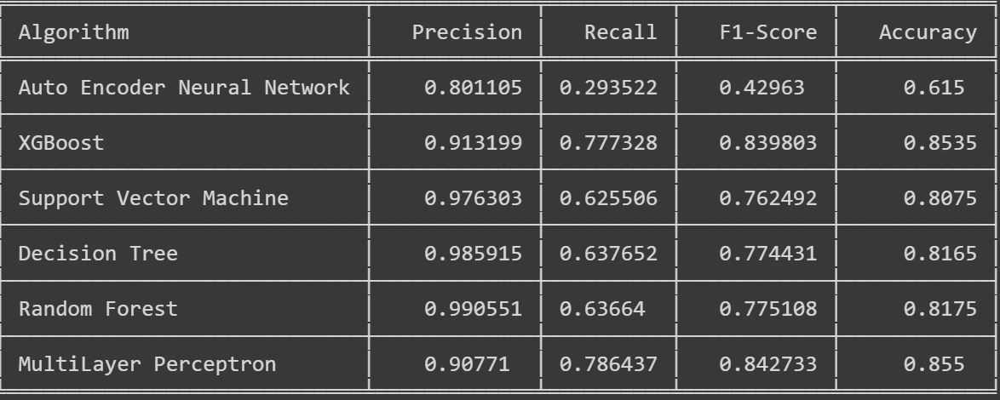 Algorithm Precision Recall F1-Score Accuracy
Auto Encoder Neural Network 0.801105 0.293522 0.42963 0.615
XGBoost 0.913199 0.777328 0.839803 0.8535
Support Vector Machine 0.976303 0.625506 0.762492 0.8075
Decision Tree 0.985915 0.637652 0.774431 0.8165
Random Forest 0.990551 0.63664 0.775108 0.8175
MultiLayer Perceptron 0.90771 0.786437 0.842733 0.855